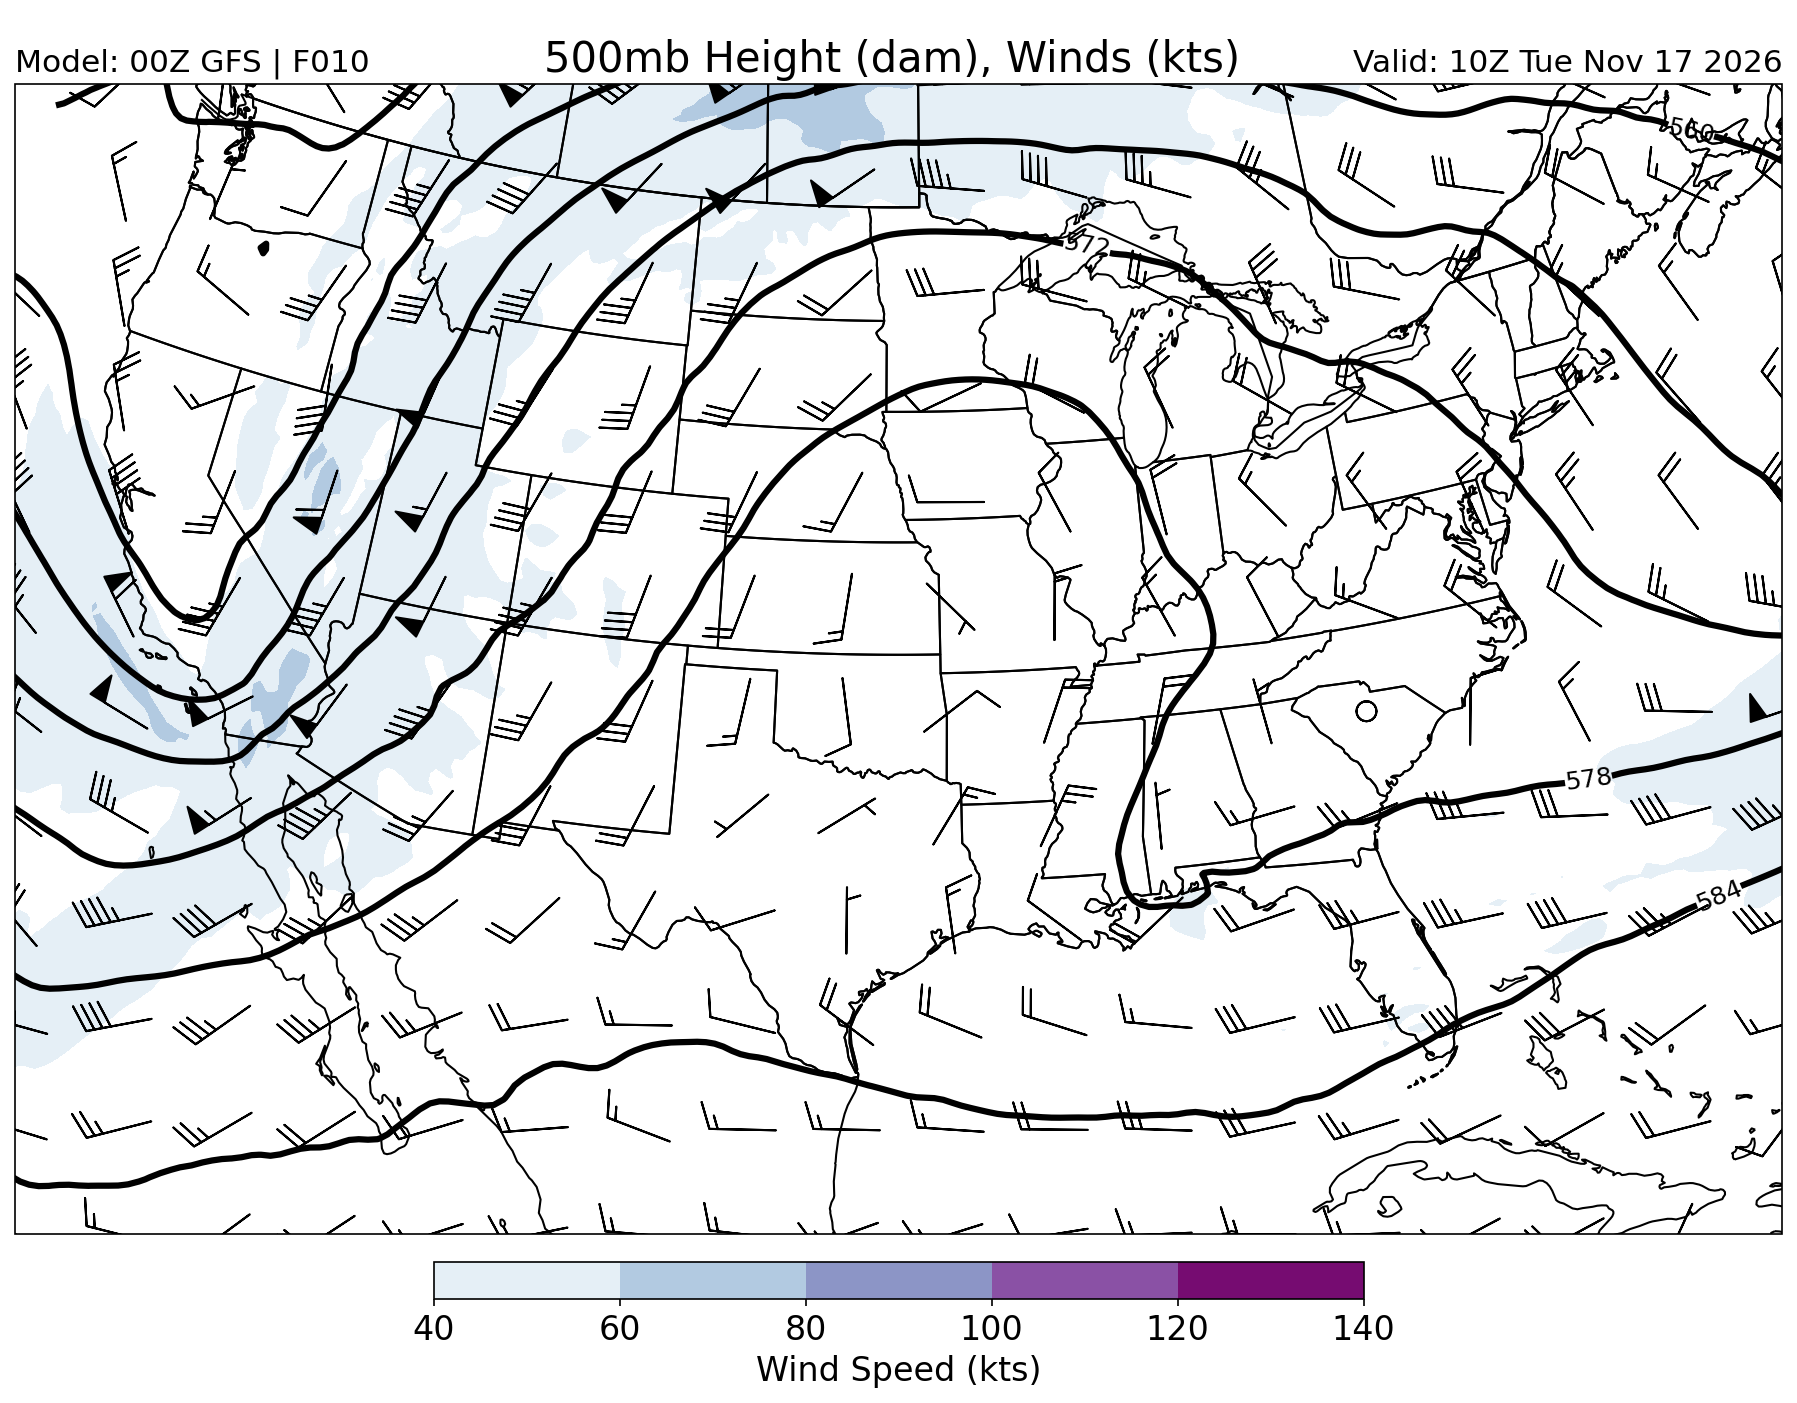 Model: 00Z GFS | F010
500mb Height (dam), Winds (kts)
Valid: 10Z Tue Nov 17 2026
560
572
578
584
40 60 80 100 120 140
Wind Speed (kts)